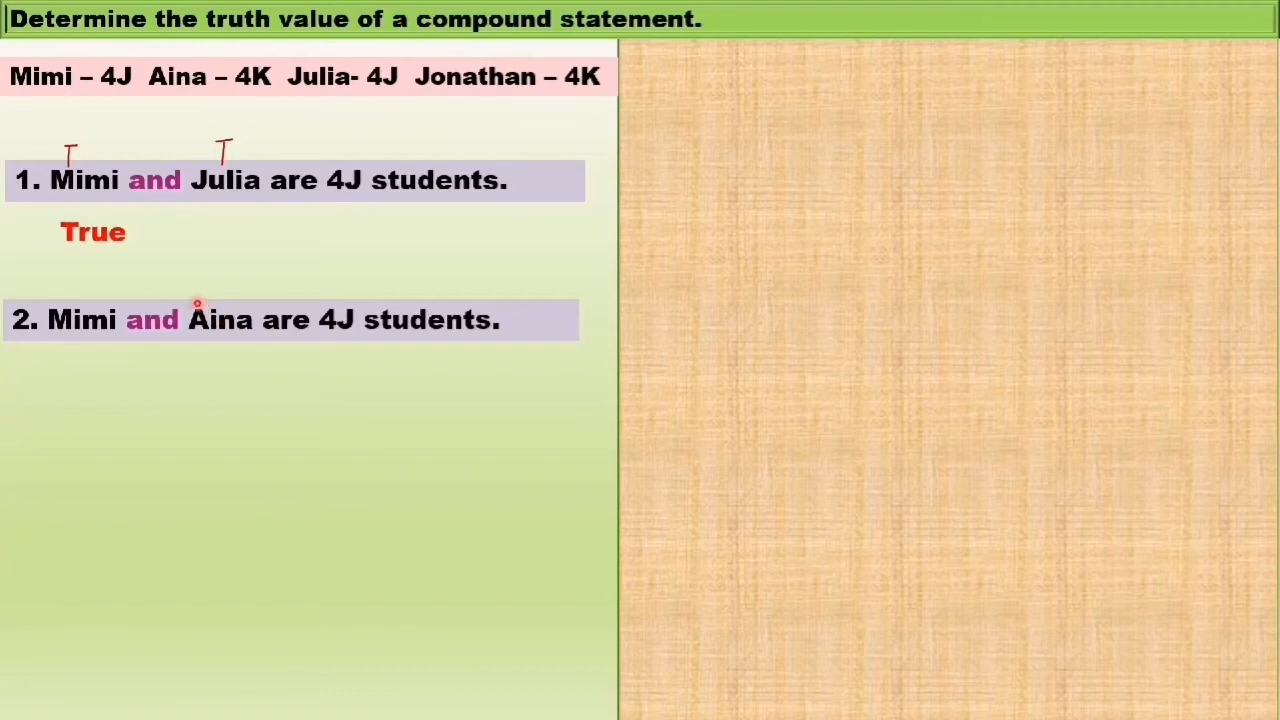 Determine the truth value of a compound statement.
Mimi – 4J Aina – 4K Julia- 4J Jonathan – 4K
T T
1. Mimi and Julia are 4J students.
True
2. Mimi and Aina are 4J students.